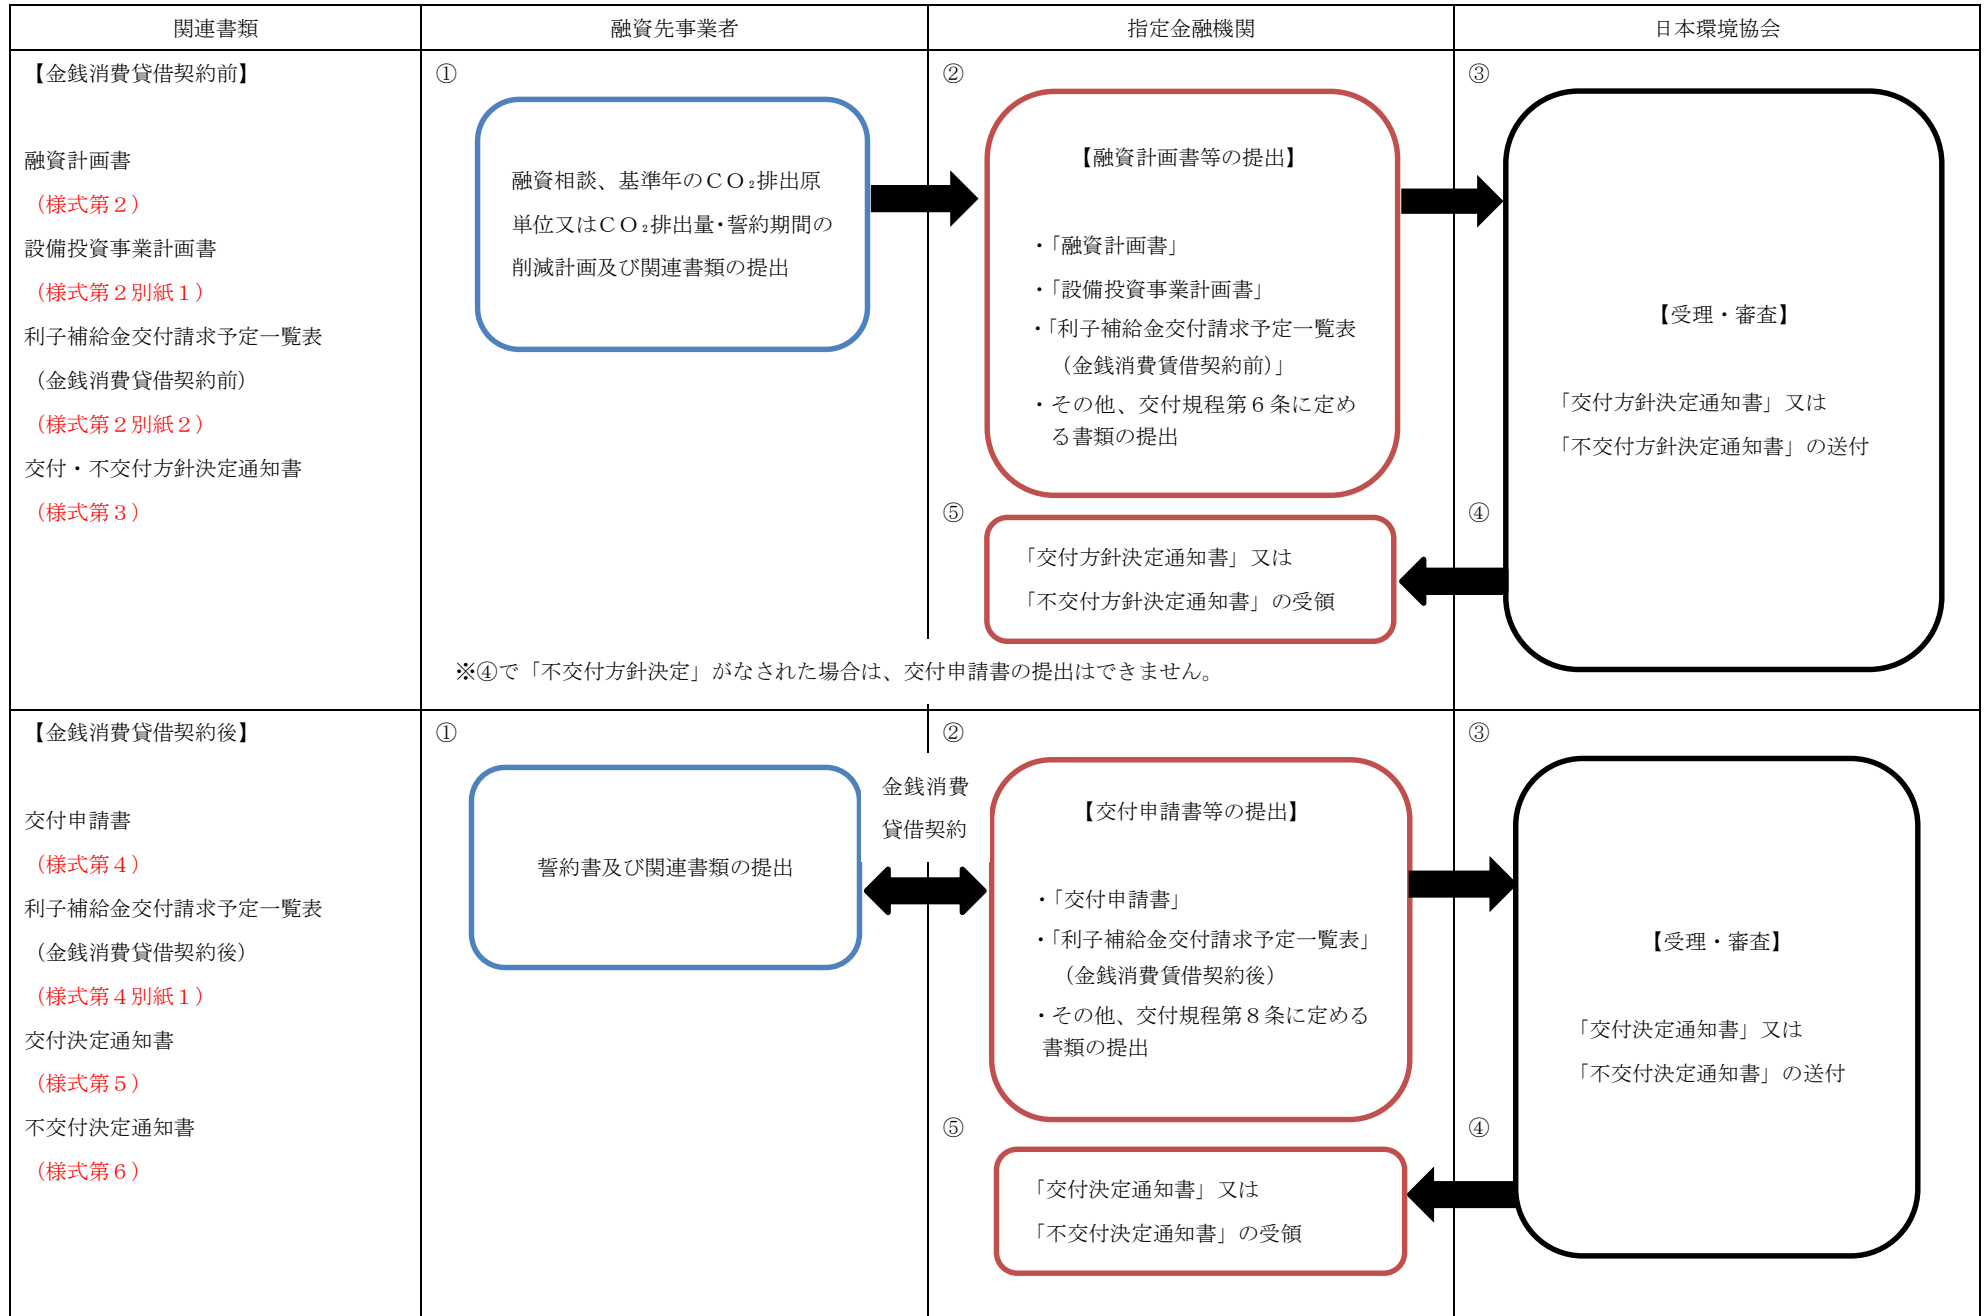 関連書類
融資先事業者
指定金融機関
日本環境協会
【金銭消費貸借契約前】
融資計画書
（様式第２）
設備投資事業計画書
（様式第２別紙１）
利子補給金交付請求予定一覧表
（金銭消費貸借契約前）
（様式第２別紙２）
交付・不交付方針決定通知書
（様式第３）
①
融資相談、基準年のＣＯ₂排出原
単位又はＣＯ₂排出量・誓約期間の
削減計画及び関連書類の提出
②
【融資計画書等の提出】
・「融資計画書」
・「設備投資事業計画書」
・「利子補給金交付請求予定一覧表
（金銭消費賃借契約前）」
・その他、交付規程第６条に定め
る書類の提出
③
【受理・審査】
「交付方針決定通知書」又は
「不交付方針決定通知書」の送付
④
⑤
「交付方針決定通知書」又は
「不交付方針決定通知書」の受領
※④で「不交付方針決定」がなされた場合は、交付申請書の提出はできません。
【金銭消費貸借契約後】
交付申請書
（様式第４）
利子補給金交付請求予定一覧表
（金銭消費貸借契約後）
（様式第４別紙１）
交付決定通知書
（様式第５）
不交付決定通知書
（様式第６）
①
誓約書及び関連書類の提出
金銭消費
貸借契約
②
【交付申請書等の提出】
・「交付申請書」
・「利子補給金交付請求予定一覧表」
（金銭消費賃借契約後）
・その他、交付規程第８条に定める
書類の提出
③
【受理・審査】
「交付決定通知書」又は
「不交付決定通知書」の送付
④
⑤
「交付決定通知書」又は
「不交付決定通知書」の受領